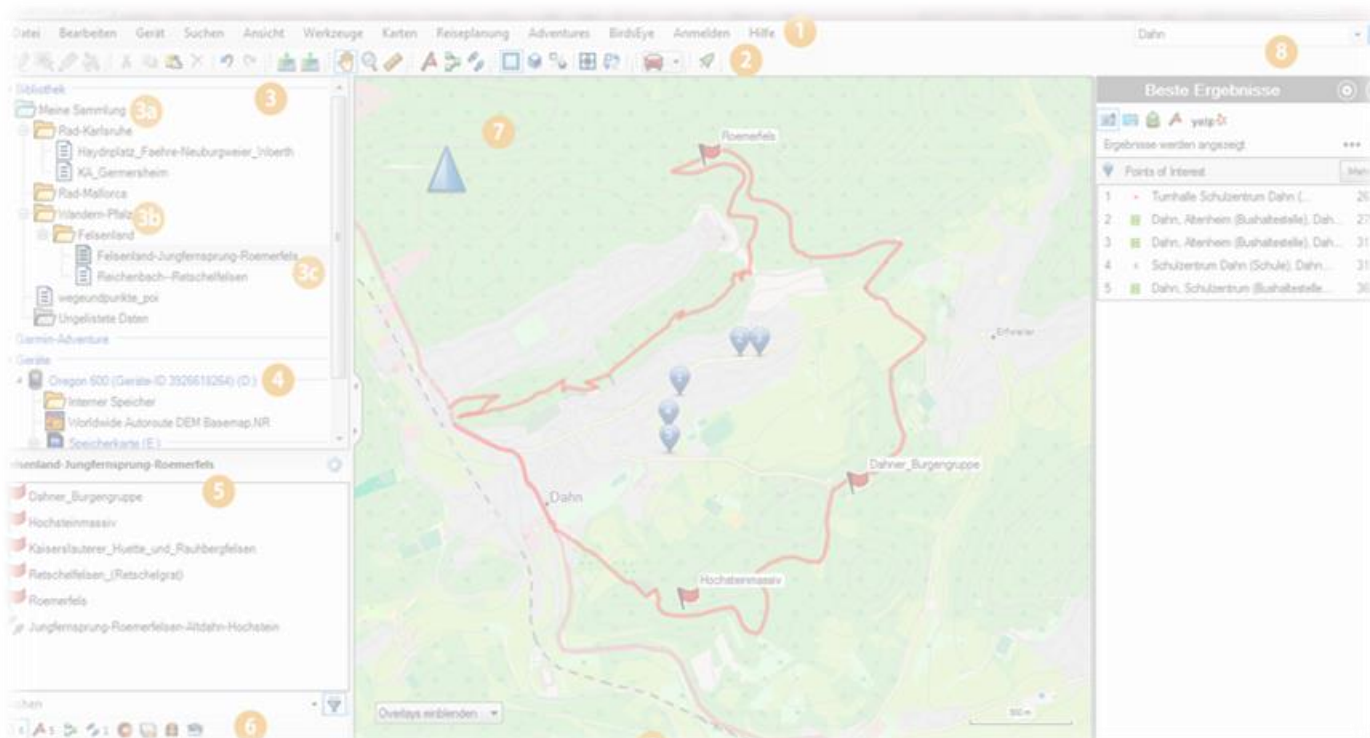 Datei Bearbeiten Gerät Suchen Ansicht Werkzeuge Karten Reiseplanung Adventures BirdsEye Anmelden Hilfe 1
Dahn
8
2
Bibliothek
3
Meine Sammlung 3a
Rad-Karlsruhe
Haydnplatz_Faehre-Neuburgweier_Woerth
KA_Germersheim
Rad-Mallorca
Wandern-Pfalz 3b
Felsenland
Felsenland-Jungfernsprung-Roemerfels
Reichenbach--Retschelfelsen 3c
wegeundpunkte_poi
Ungelistete Daten
Garmin-Adventure
Geräte
Oregon 600 (Geräte-ID 3926618264) (D:) 4
Interner Speicher
Worldwide Autoroute DEM Basemap,NR
Speicherkarte (E:)
elsenland-Jungfernsprung-Roemerfels
5
Dahner_Burgengruppe
Hochsteinmassiv
Kaiserslauterer_Huette_und_Rauhbergfelsen
Retschelfelsen_(Retschelgrat)
Roemerfels
Jungfernsprung-Roemerfelsen-Altdahn-Hochstein
chen
6
7
Roemerfels
Erfweiler
Dahner_Burgengruppe
Dahn
Hochsteinmassiv
Overlays einblenden
500 m
Beste Ergebnisse
yelp
Ergebnisse werden angezeigt
Points of Interest
1 Turnhalle Schulzentrum Dahn (...
2 Dahn, Altenheim (Bushaltestelle), Dah...
3 Dahn, Altenheim (Bushaltestelle), Dah...
4 Schulzentrum Dahn (Schule), Dahn...
5 Dahn, Schulzentrum (Bushaltestelle...